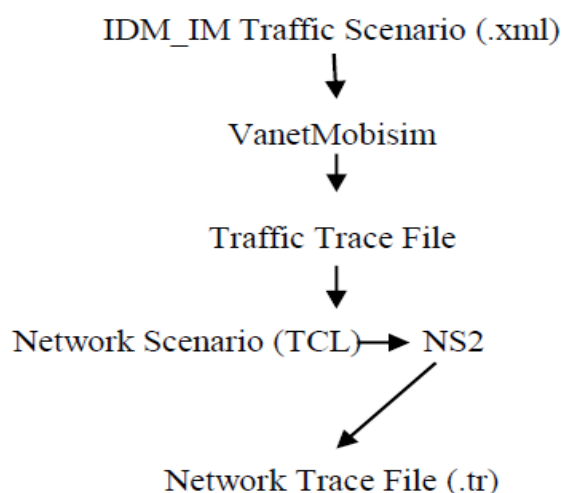 IDM_IM Traffic Scenario (.xml)
VanetMobisim
Traffic Trace File
Network Scenario (TCL) NS2
Network Trace File (.tr)